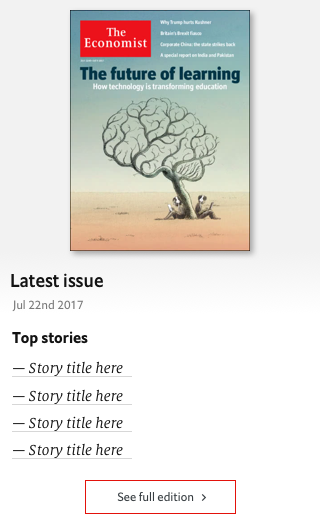 The
Economist
Why Trump hurts Kushner
Britain's Brexit fiasco
Corporate China: the state strikes back
A special report on India and Pakistan
The future of learning
How technology is transforming education
Latest issue
Jul 22nd 2017
Top stories
— Story title here
— Story title here
— Story title here
— Story title here
See full edition